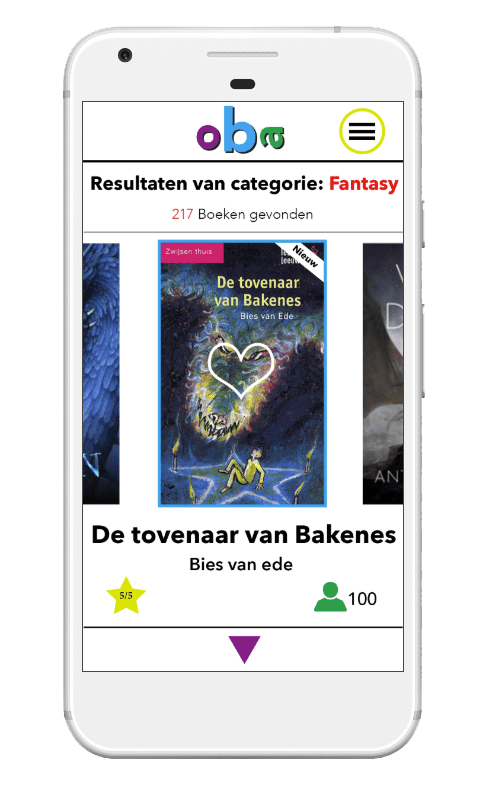 oba
Resultaten van categorie: Fantasy
217 Boeken gevonden
Zwijsen thuis
Nieuw
De tovenaar
van Bakenes
Bies van Ede
N
D
ANT
De tovenaar van Bakenes
Bies van ede
5/5
100